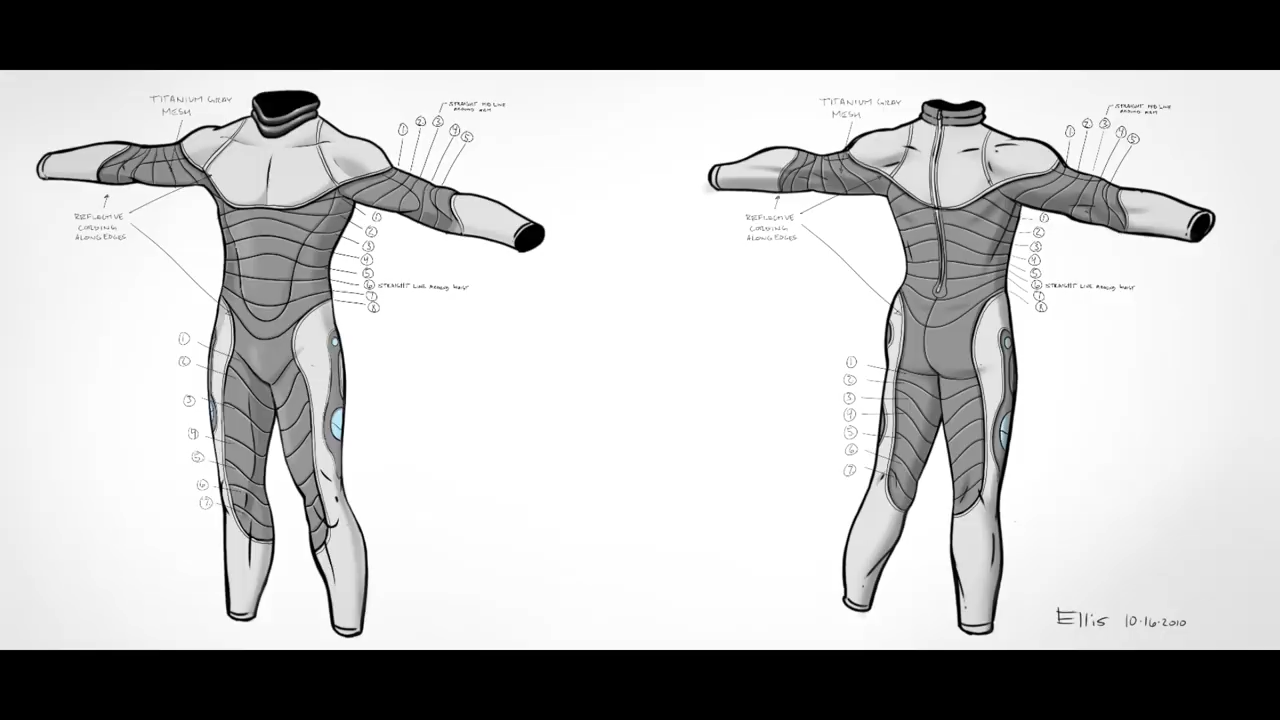 TITANIUM GRAY
MESH
STRAIGHT MID LINE
AROUND ARM
1
2
3
4
5
REFLECTIVE
CORDING
ALONG EDGES
1
2
3
4
5
6 STRAIGHT LINE AROUND WAIST
7
8
1
2
3
4
5
6
7
TITANIUM GRAY
MESH
STRAIGHT MID LINE
AROUND ARM
1
2
3
4
5
REFLECTIVE
CORDING
ALONG EDGES
1
2
3
4
5
6 STRAIGHT LINE AROUND WAIST
7
8
1
2
3
4
5
6
7
Ellis 10-16-2010